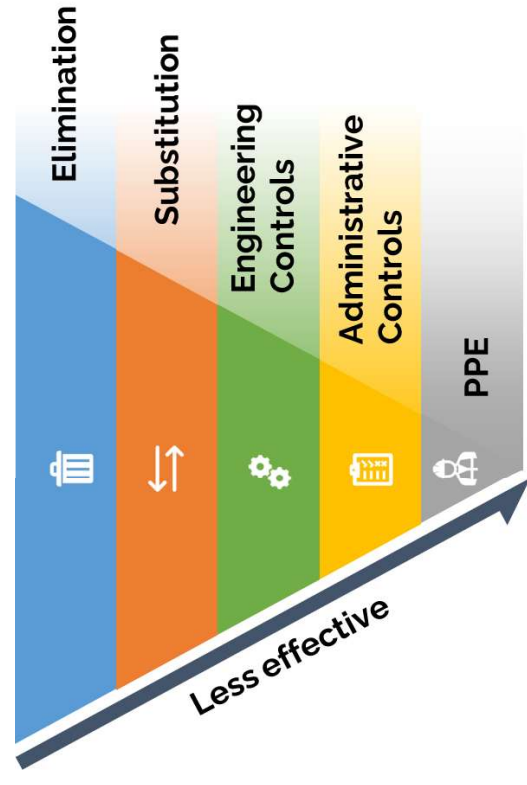 Elimination
Substitution
Engineering
Controls
Administrative
Controls
PPE
Less effective